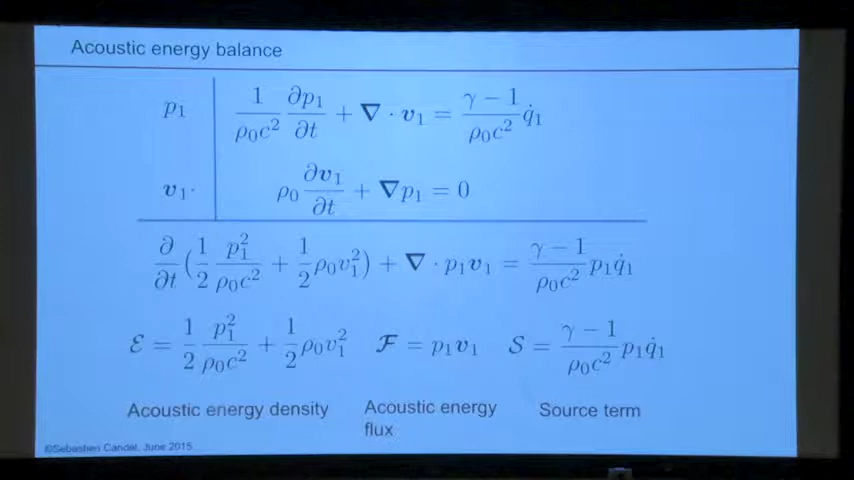 Acoustic energy balance
p₁ | 1/(ρ₀c²) ∂p₁/∂t + ∇ · v₁ = (γ − 1)/(ρ₀c²) q̇₁
v₁· | ρ₀ ∂v₁/∂t + ∇p₁ = 0
∂/∂t (1/2 p₁²/(ρ₀c²) + 1/2 ρ₀v₁²) + ∇ · p₁v₁ = (γ − 1)/(ρ₀c²) p₁q̇₁
ℰ = 1/2 p₁²/(ρ₀c²) + 1/2 ρ₀v₁² ℱ = p₁v₁ 𝒮 = (γ − 1)/(ρ₀c²) p₁q̇₁
Acoustic energy density
Acoustic energy
flux
Source term
©Sebastien Candel, June 2015